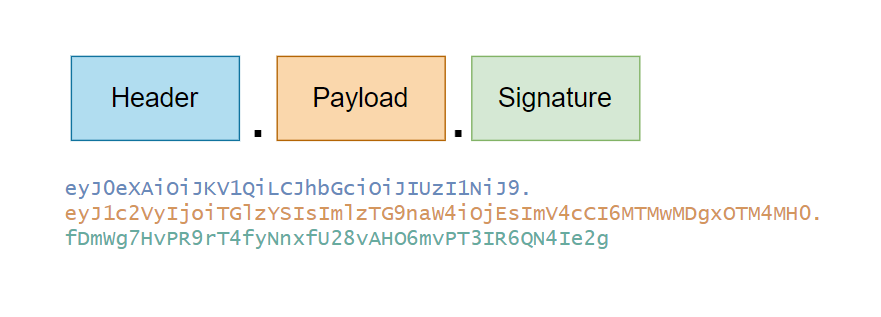 Header . Payload . Signature
eyJ0eXAiOiJKV1QiLCJhbGciOiJIUzI1NiJ9.
eyJ1c2VyIjoiTGlzYSIsImlzTG9naW4iOjEsImV4cCI6MTMwMDgxOTM4MH0.
fDmWg7HvPR9rT4fyNnxfU28vAHO6mvPT3IR6QN4Ie2g